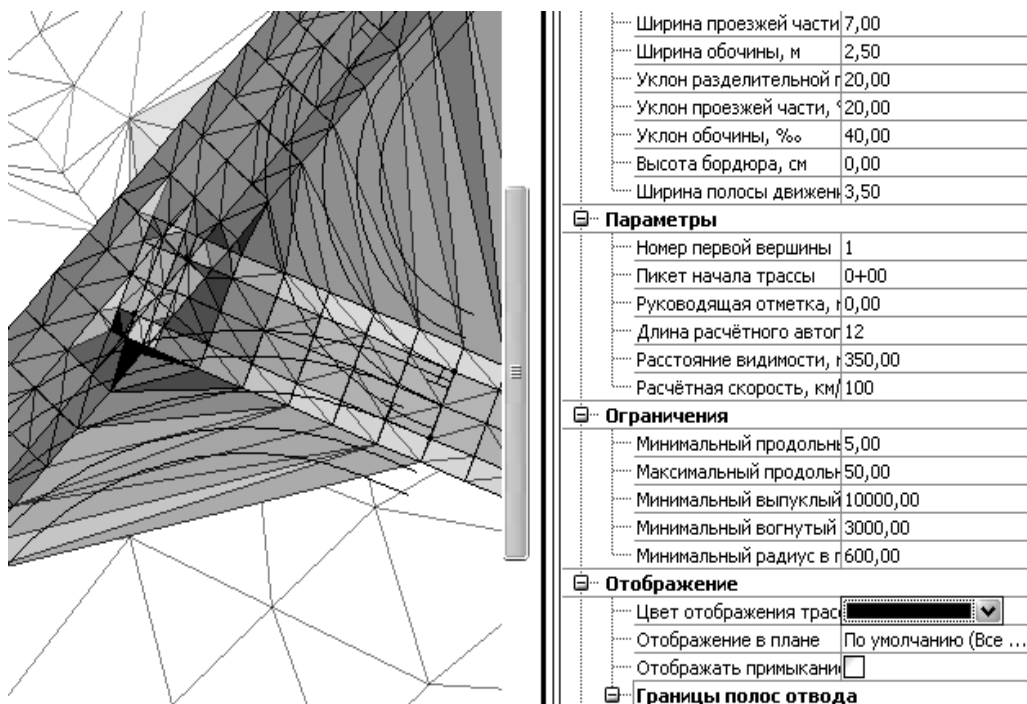 Ширина проезжей части 7,00
Ширина обочины, м 2,50
Уклон разделительной 20,00
Уклон проезжей части, 20,00
Уклон обочины, ‰ 40,00
Высота бордюра, см 0,00
Ширина полосы движен 3,50
Параметры
Номер первой вершины 1
Пикет начала трассы 0+00
Руководящая отметка, 0,00
Длина расчётного автог 12
Расстояние видимости, 350,00
Расчётная скорость, км/ 100
Ограничения
Минимальный продольн 5,00
Максимальный продольн 50,00
Минимальный выпуклый 10000,00
Минимальный вогнутый 3000,00
Минимальный радиус в г 600,00
Отображение
Цвет отображения трас
Отображение в плане По умолчанию (Все ...
Отображать примыкани
Границы полос отвода